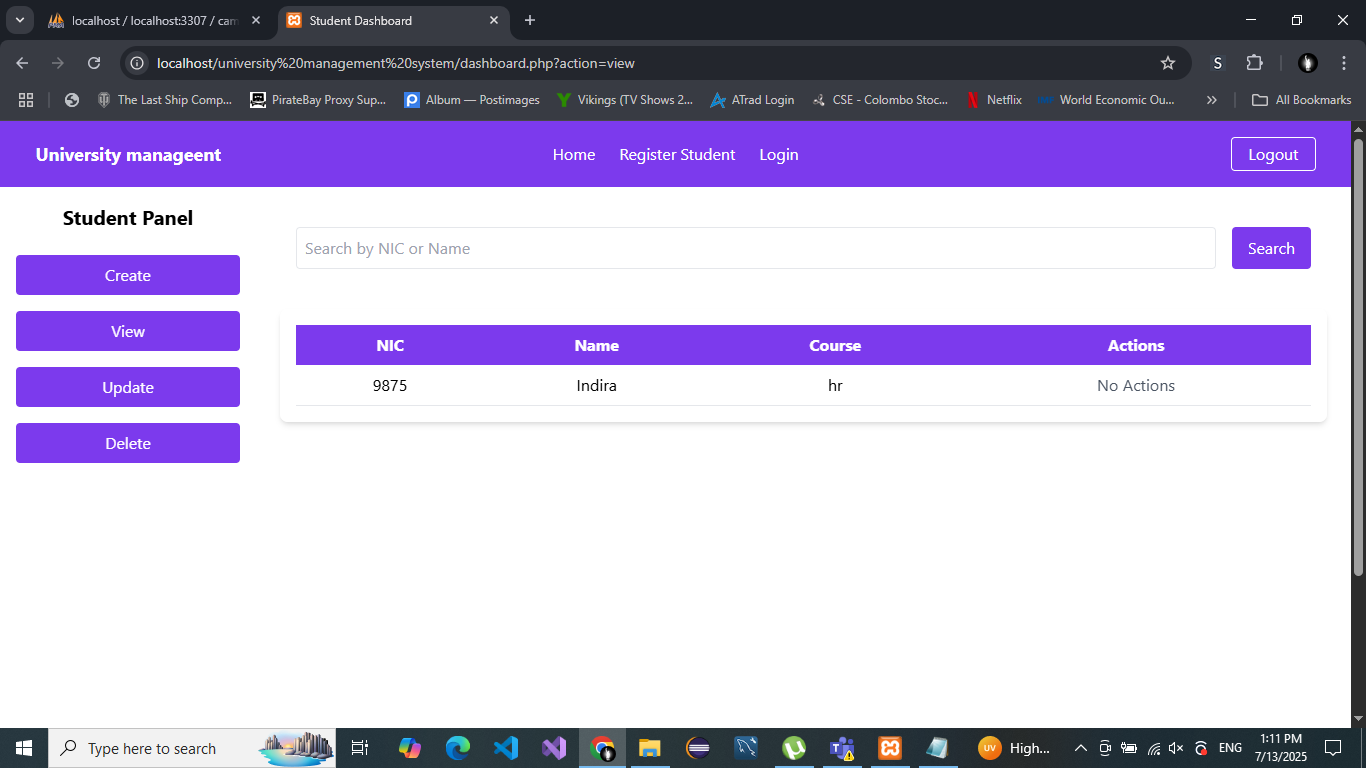 localhost / localhost:3307 / cam
Student Dashboard
localhost/university%20management%20system/dashboard.php?action=view
S
The Last Ship Comp...
PirateBay Proxy Sup...
Album — Postimages
Vikings (TV Shows 2...
ATrad Login
CSE - Colombo Stoc...
Netflix
World Economic Ou...
All Bookmarks
University manageent
Home
Register Student
Login
Logout
Student Panel
Search by NIC or Name
Search
Create
View
Update
Delete
NIC Name Course Actions
9875 Indira hr No Actions
Type here to search
UV
High...
ENG
1:11 PM
7/13/2025